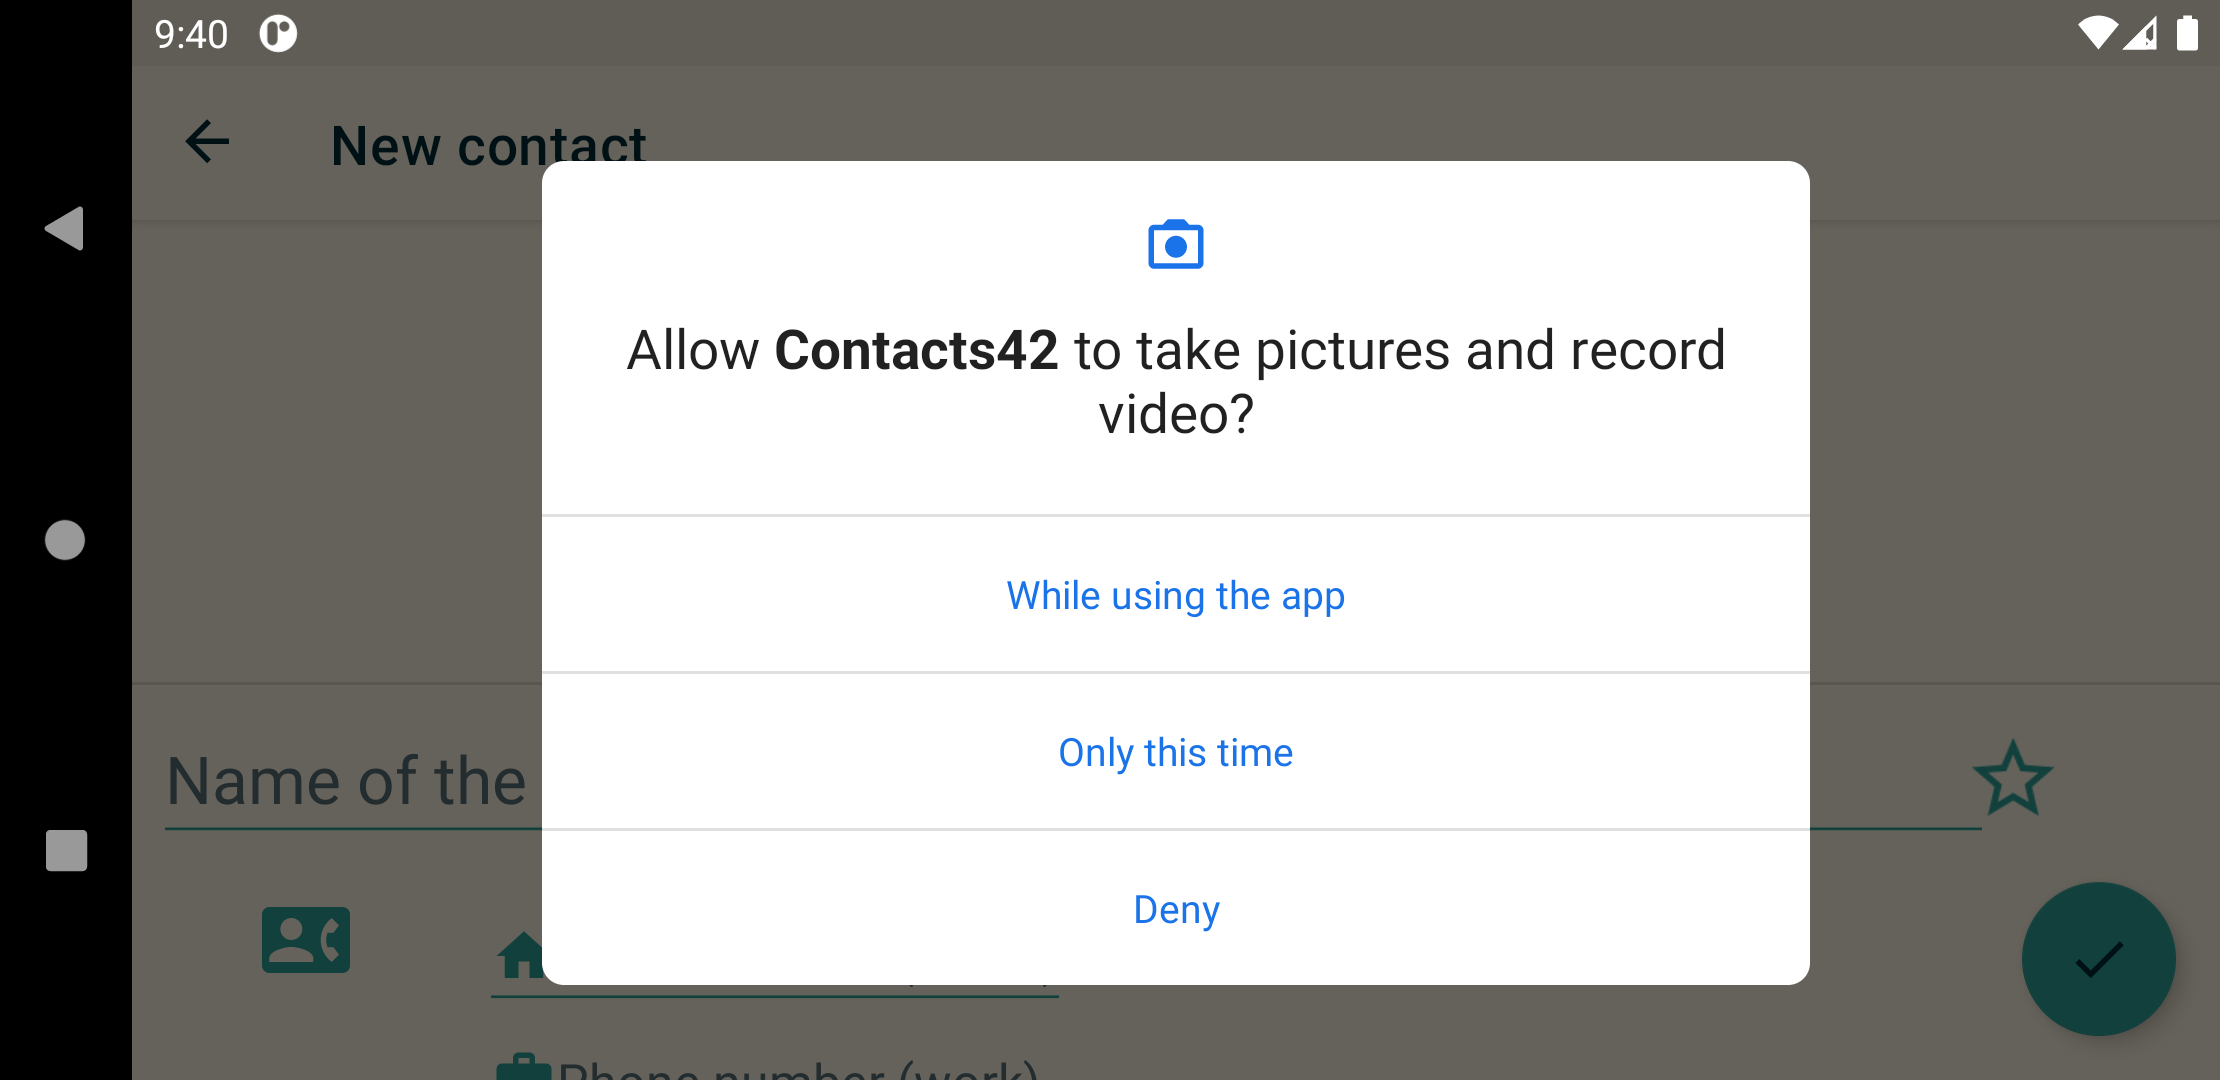 9:40
New contact
Allow Contacts42 to take pictures and record
video?
While using the app
Only this time
Name of the
Deny
Phone number (work)